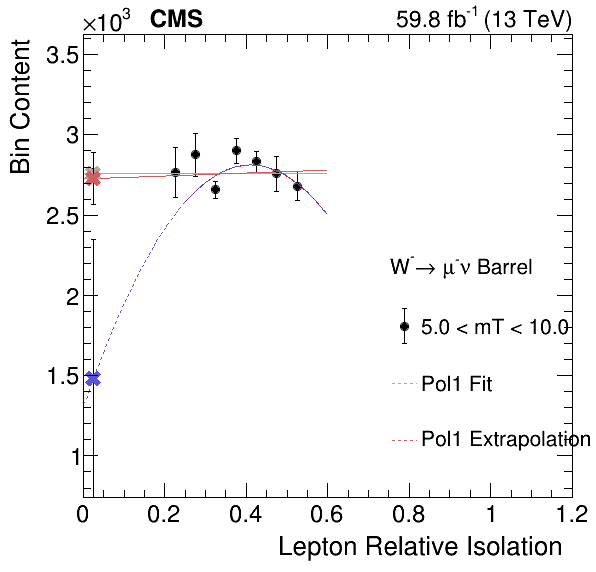 ×10³ CMS 59.8 fb⁻¹ (13 TeV)
Bin Content
3.5
3
2.5
2
1.5
1
W⁻→ μ⁻ν Barrel
5.0 < mT < 10.0
Pol1 Fit
Pol1 Extrapolation
0 0.2 0.4 0.6 0.8 1 1.2
Lepton Relative Isolation